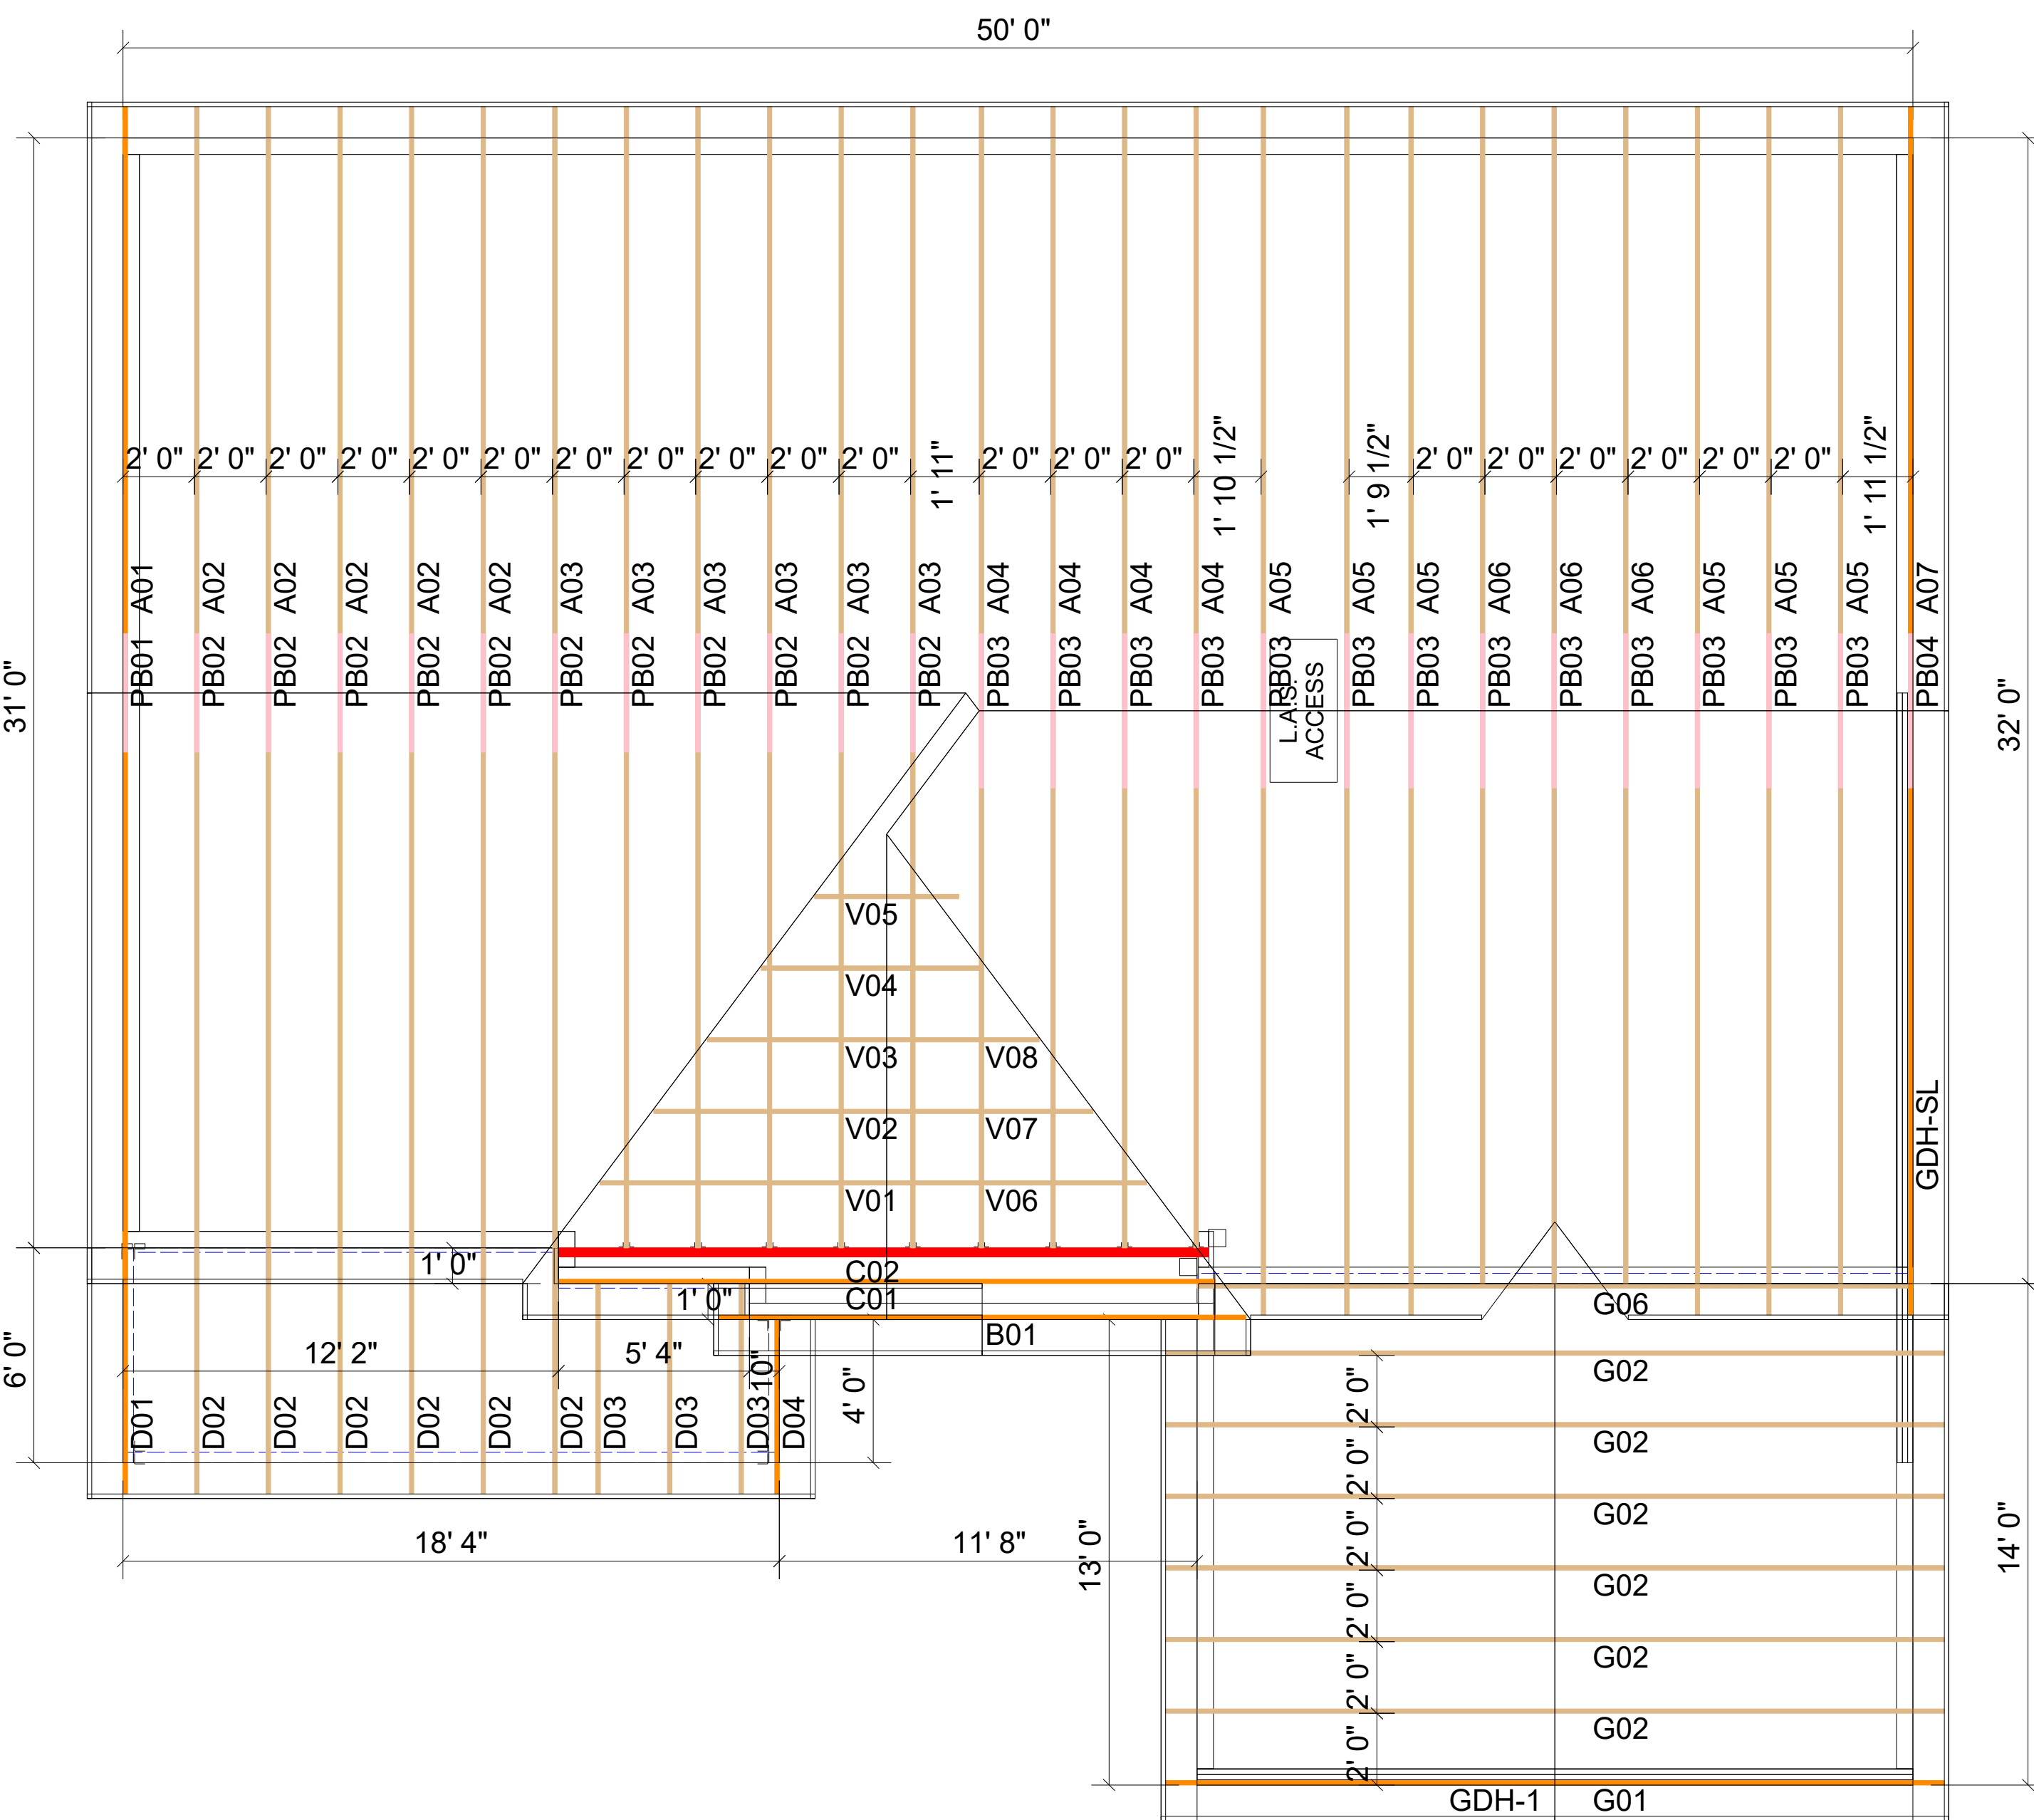 50' 0"
2' 0" 2' 0" 2' 0" 2' 0" 2' 0" 2' 0" 2' 0" 2' 0" 2' 0" 2' 0" 2' 0" 1' 11" 2' 0" 2' 0" 2' 0" 1' 10 1/2" 1' 9 1/2" 2' 0" 2' 0" 2' 0" 2' 0" 2' 0" 2' 0" 1' 11 1/2"
A01 A02 A02 A02 A02 A02 A03 A03 A03 A03 A03 A03 A04 A04 A04 A04 A05 A05 A05 A06 A06 A06 A05 A05 A05 A07
PB01 PB02 PB02 PB02 PB02 PB02 PB02 PB02 PB02 PB02 PB02 PB02 PB03 PB03 PB03 PB03 PB03 PB03 PB03 PB03 PB03 PB03 PB03 PB03 PB03 PB04
31' 0"
32' 0"
L.A.S.
ACCESS
V05
V04
V03 V08
V02 V07
V01 V06
GDH-SL
1' 0"
C02
1' 0"
C01
G06
B01
6' 0"
12' 2"
5' 4"
10"
4' 0"
G02
2' 0"
D01 D02 D02 D02 D02 D02 D02 D03 D03 D03 D04
G02
2' 0"
G02
18' 4"
11' 8"
13' 0"
2' 0"
14' 0"
G02
2' 0"
G02
2' 0"
G02
2' 0"
GDH-1
G01